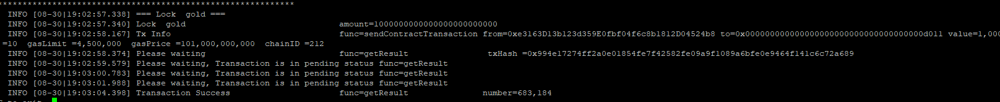 *********************************************************
INFO [08-30|19:02:57.338] === Lock  gold ===
INFO [08-30|19:02:57.340] Lock  gold                               amount=1000000000000000000000000
INFO [08-30|19:02:58.167] Tx Info                                  func=sendContractTransaction from=0xe3163D13b123d359E0fbf04f6c8b1812D04524b8 to=0x000000000000000000000000000000000000d011 value=1,000
=10  gasLimit =4,500,000  gasPrice =101,000,000,000  chainID =212
INFO [08-30|19:02:58.374] Please waiting                           func=getResult                txHash =0x994e17274ff2a0e01854fe7f42582fe09a9f1089a6bfe0e9464f141c6c72a689
INFO [08-30|19:02:59.579] Please waiting, Transaction is in pending status func=getResult
INFO [08-30|19:03:00.783] Please waiting, Transaction is in pending status func=getResult
INFO [08-30|19:03:01.988] Please waiting, Transaction is in pending status func=getResult
INFO [08-30|19:03:04.398] Transaction Success                      func=getResult               number=683,184